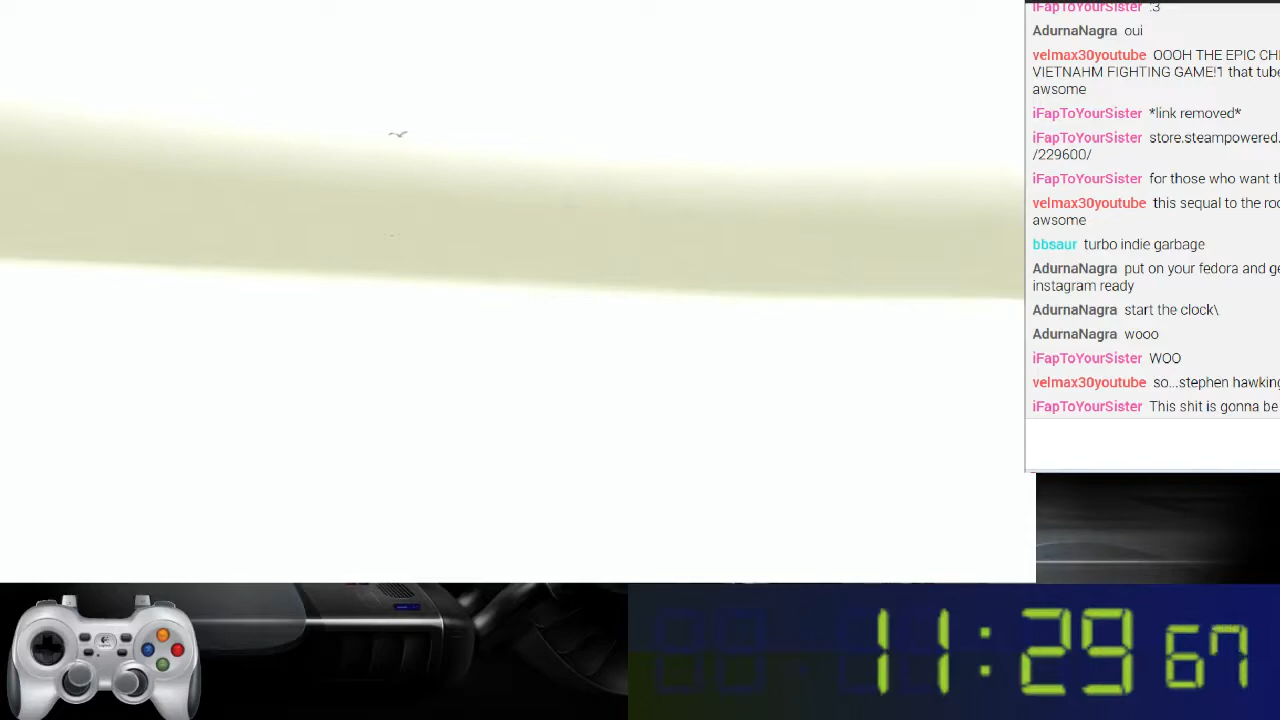 iFapToYourSister :3
AdurnaNagra oui
velmax30youtube OOOH THE EPIC CHI
VIETNAHM FIGHTING GAME!1 that tube
awsome
iFapToYourSister *link removed*
iFapToYourSister store.steampowered.
/229600/
iFapToYourSister for those who want th
velmax30youtube this sequal to the roo
awsome
bbsaur turbo indie garbage
AdurnaNagra put on your fedora and ge
instagram ready
AdurnaNagra start the clock\
AdurnaNagra wooo
iFapToYourSister WOO
velmax30youtube so...stephen hawking
iFapToYourSister This shit is gonna be
11:29 67